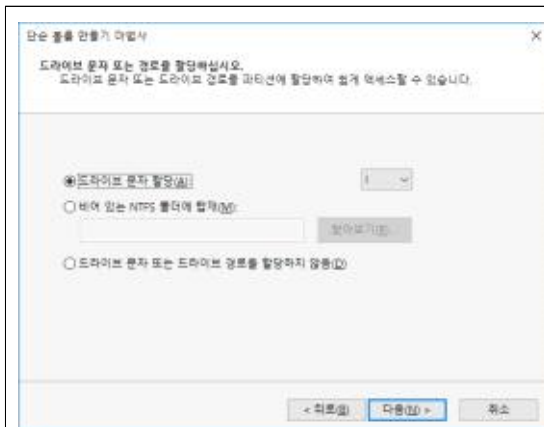 단순 볼륨 만들기 마법사
드라이브 문자 또는 경로를 할당하십시오.
드라이브 문자 또는 드라이브 경로를 파티션에 할당하여 쉽게 액세스할 수 있습니다.
드라이브 문자 할당(A):
비어 있는 NTFS 폴더에 탑재(M):
찾아보기(R)...
드라이브 문자 또는 드라이브 경로를 할당하지 않음(D)
< 뒤로(B) 다음(N) > 취소